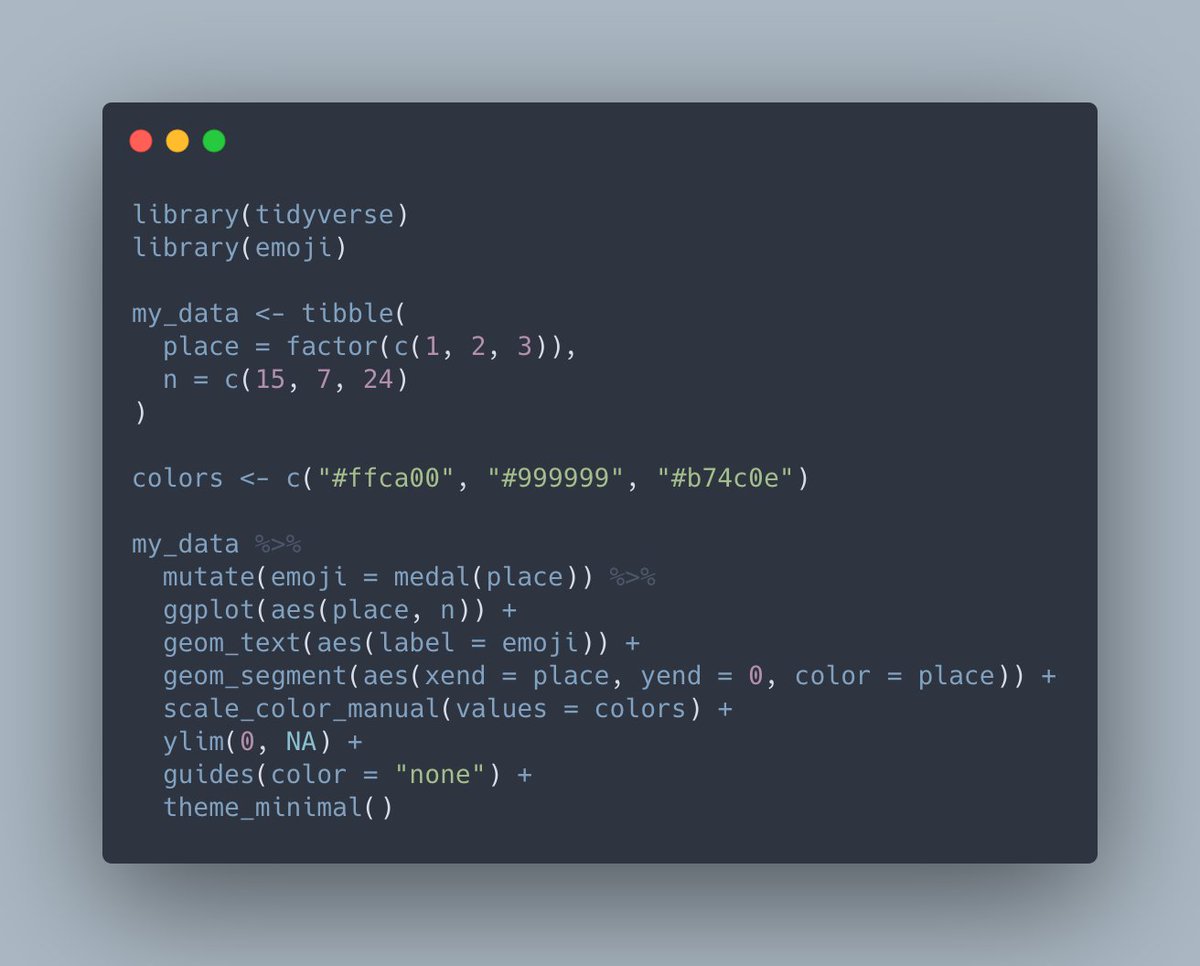 library(tidyverse)
library(emoji)
my_data <- tibble(
  place = factor(c(1, 2, 3)),
  n = c(15, 7, 24)
)
colors <- c("#ffca00", "#999999", "#b74c0e")
my_data %>%
  mutate(emoji = medal(place)) %>%
  ggplot(aes(place, n)) +
  geom_text(aes(label = emoji)) +
  geom_segment(aes(xend = place, yend = 0, color = place)) +
  scale_color_manual(values = colors) +
  ylim(0, NA) +
  guides(color = "none") +
  theme_minimal()